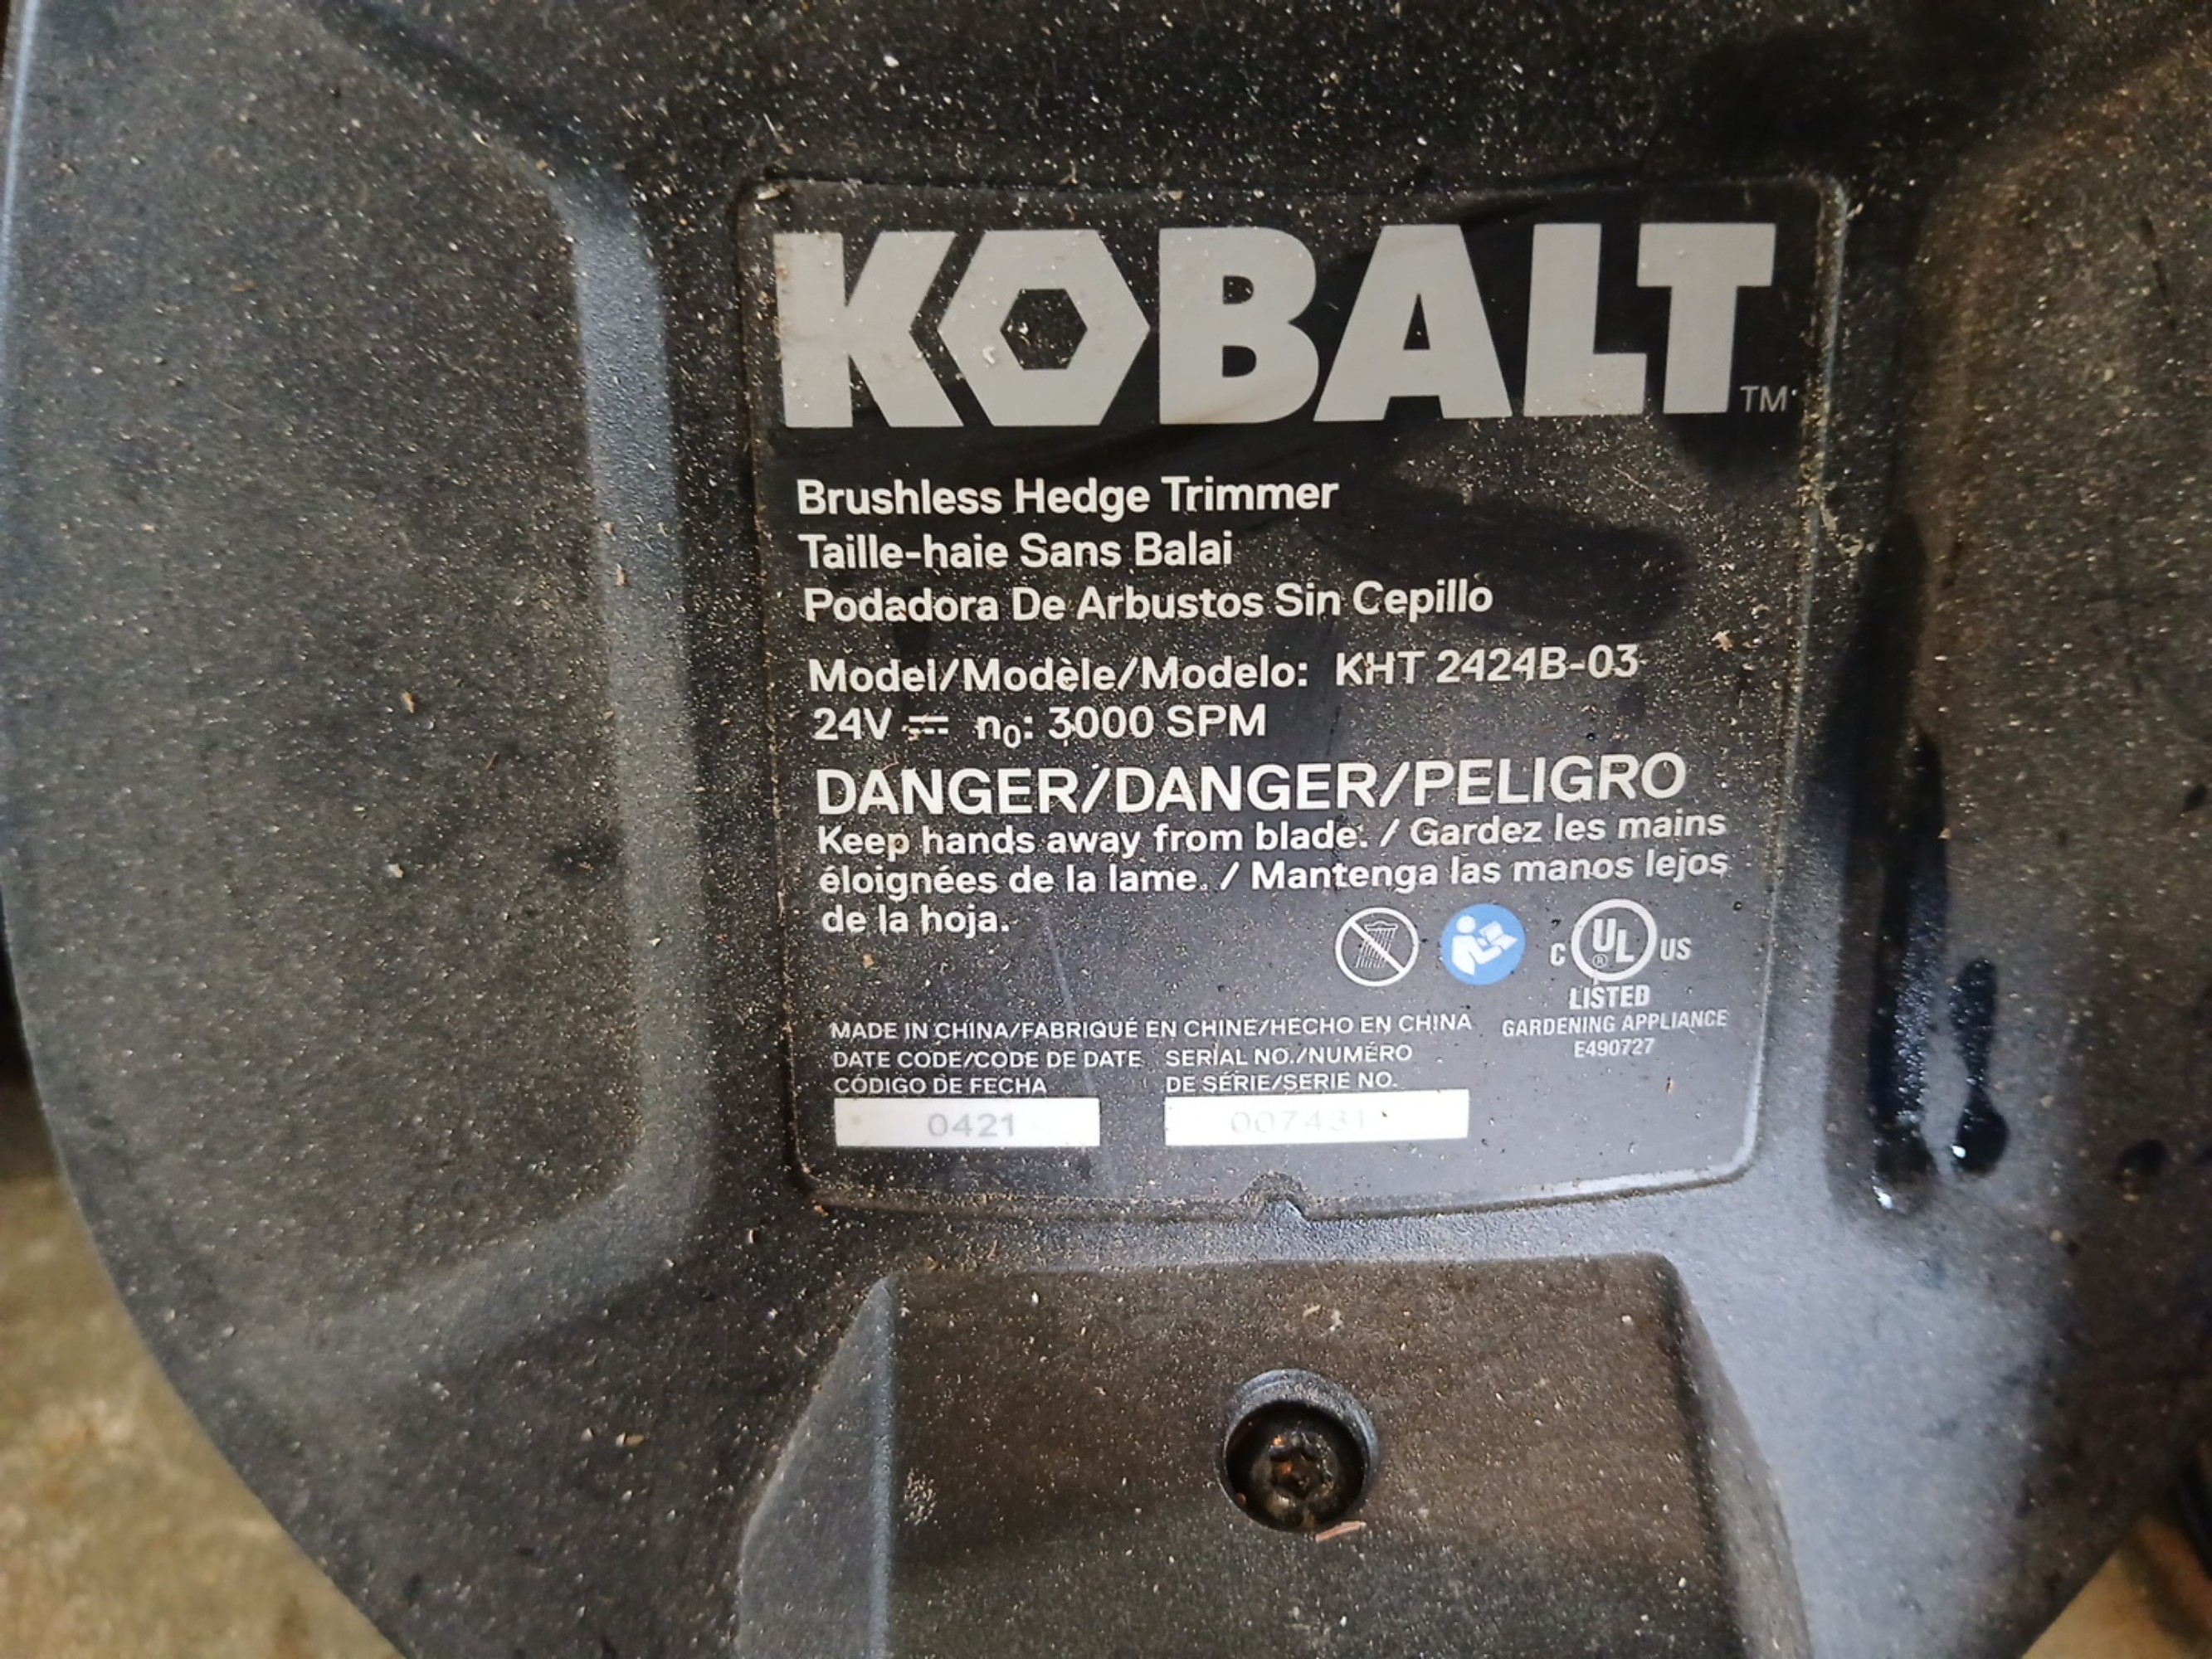 KOBALT™
Brushless Hedge Trimmer
Taille-haie Sans Balai
Podadora De Arbustos Sin Cepillo
Model/Modèle/Modelo: KHT 2424B-03
24V ⎓ n₀: 3000 SPM
DANGER/DANGER/PELIGRO
Keep hands away from blade. / Gardez les mains
éloignées de la lame. / Mantenga las manos lejos
de la hoja.
C UL® US
LISTED
GARDENING APPLIANCE
E490727
MADE IN CHINA/FABRIQUÉ EN CHINE/HECHO EN CHINA
DATE CODE/CODE DE DATE
CÓDIGO DE FECHA
0421
SERIAL NO./NUMÉRO
DE SÉRIE/SERIE NO.
007431